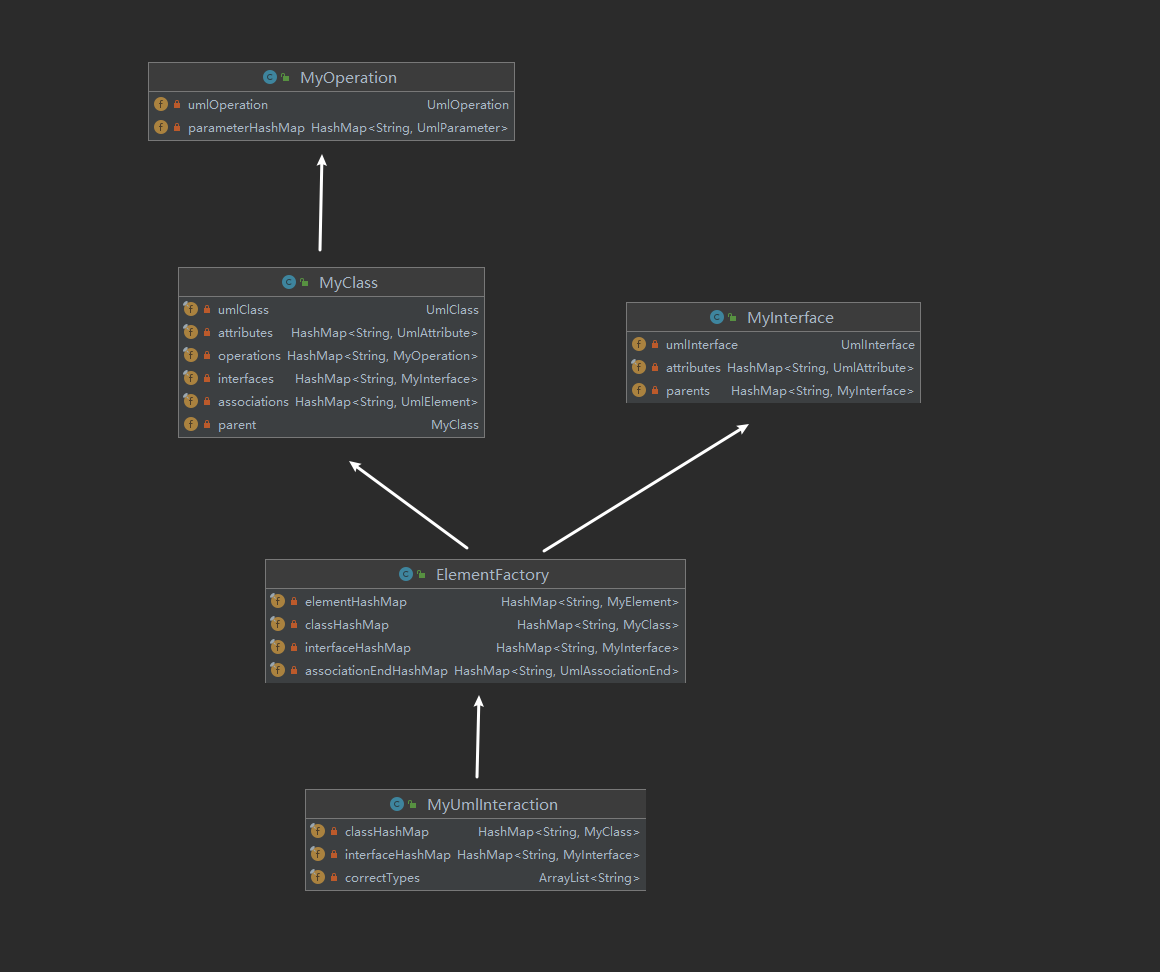 MyOperation
umlOperation UmlOperation
parameterHashMap HashMap<String, UmlParameter>
MyClass
umlClass UmlClass
attributes HashMap<String, UmlAttribute>
operations HashMap<String, MyOperation>
interfaces HashMap<String, MyInterface>
associations HashMap<String, UmlElement>
parent MyClass
MyInterface
umlInterface UmlInterface
attributes HashMap<String, UmlAttribute>
parents HashMap<String, MyInterface>
ElementFactory
elementHashMap HashMap<String, MyElement>
classHashMap HashMap<String, MyClass>
interfaceHashMap HashMap<String, MyInterface>
associationEndHashMap HashMap<String, UmlAssociationEnd>
MyUmlInteraction
classHashMap HashMap<String, MyClass>
interfaceHashMap HashMap<String, MyInterface>
correctTypes ArrayList<String>